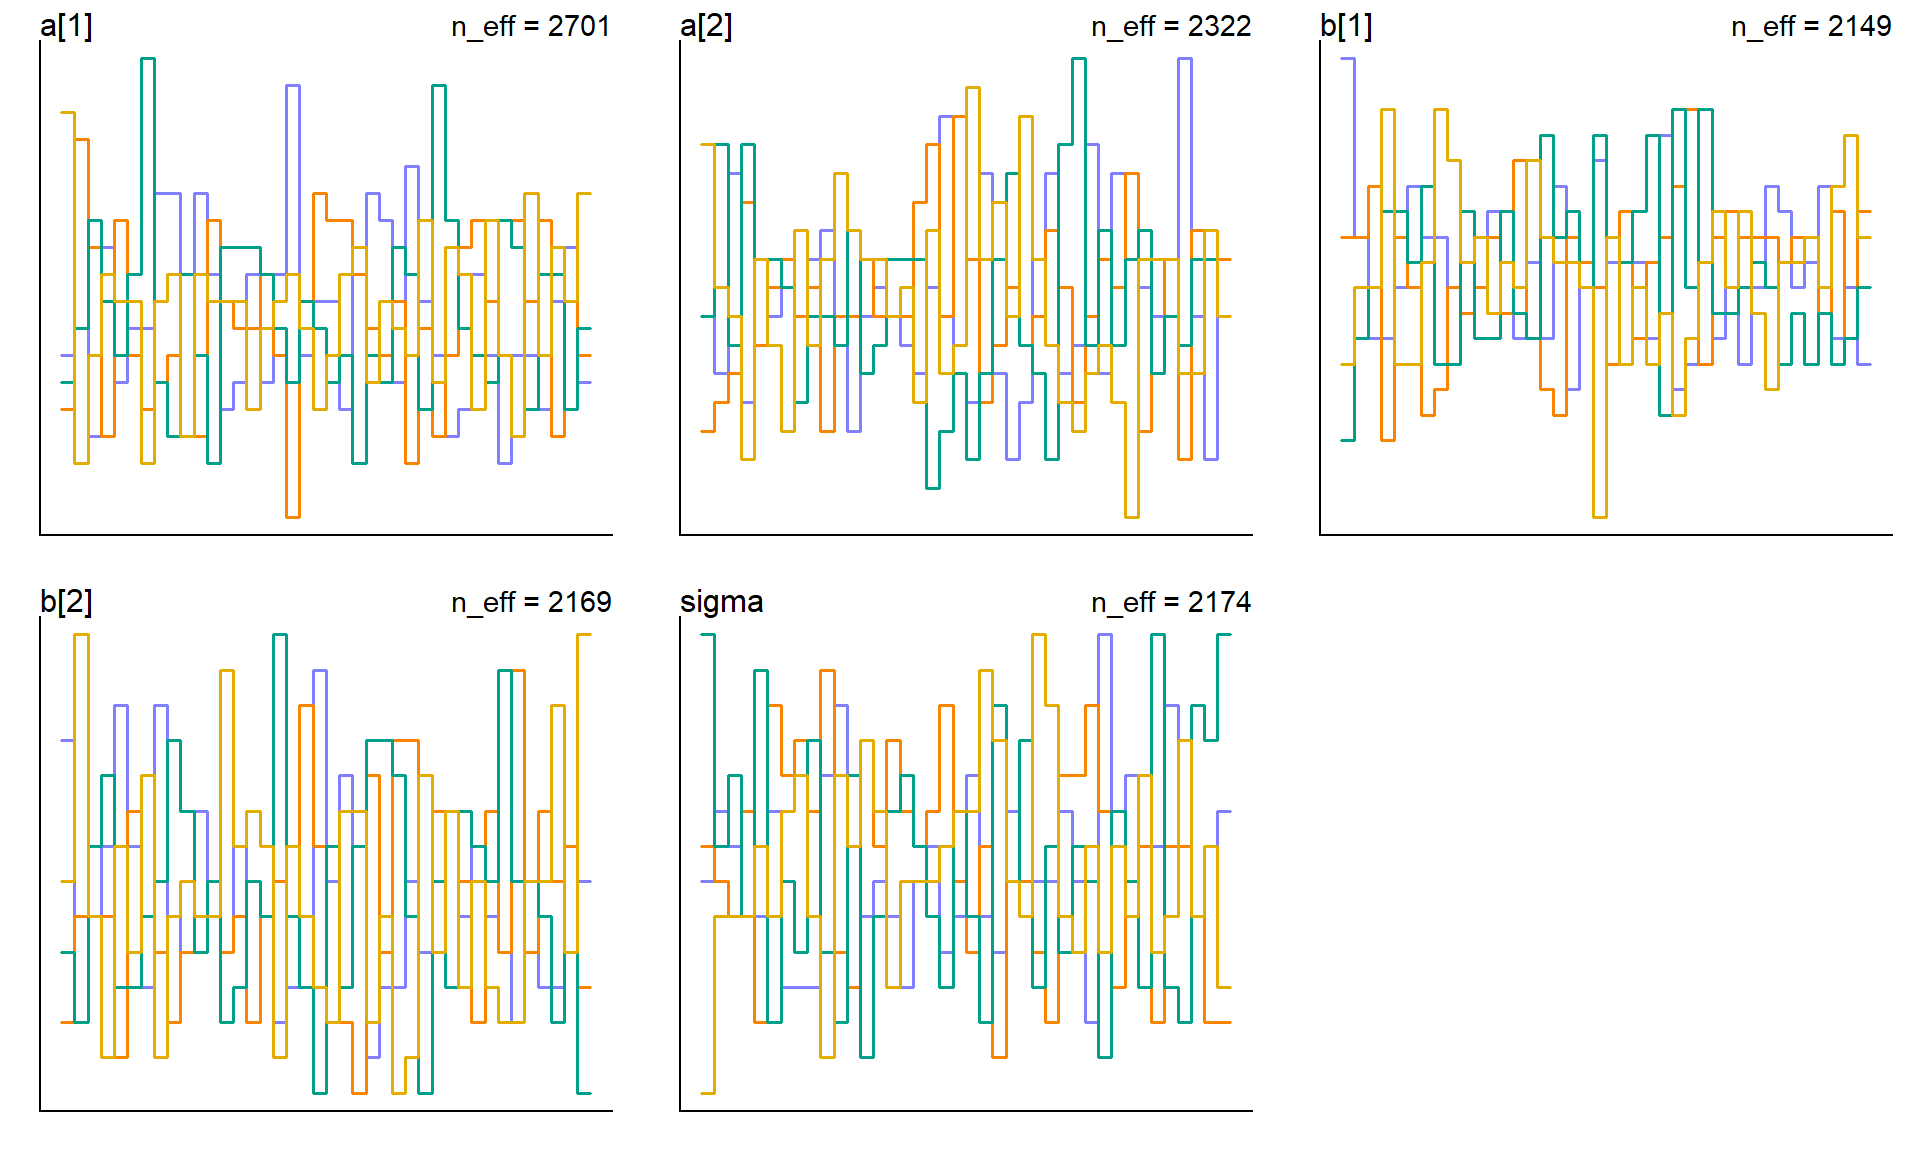 a[1] n_eff = 2701
a[2] n_eff = 2322
b[1] n_eff = 2149
b[2] n_eff = 2169
sigma n_eff = 2174